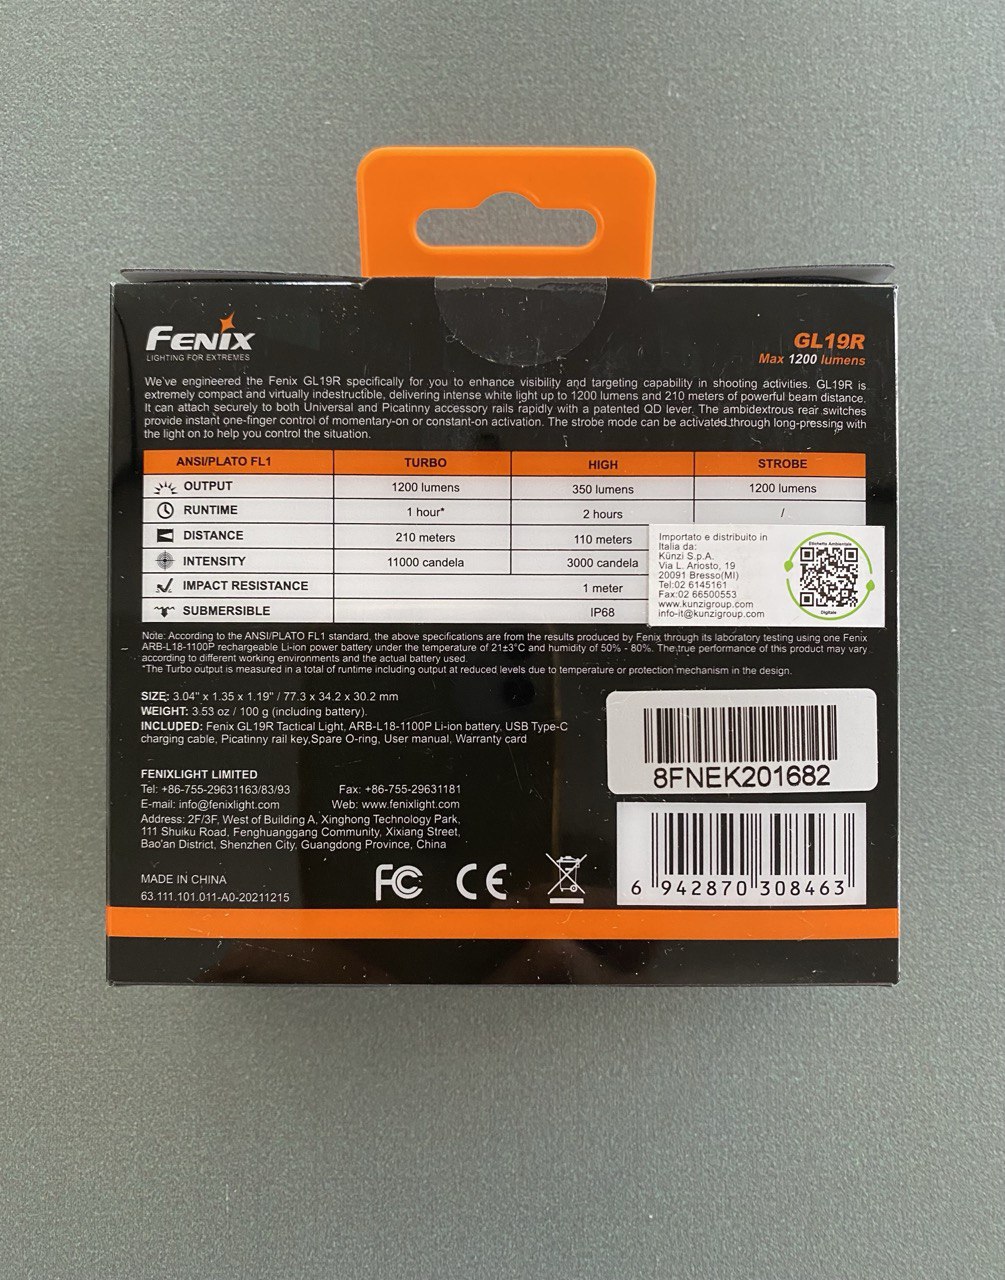 FENIX
LIGHTING FOR EXTREMES
GL19R
Max 1200 lumens
We've engineered the Fenix GL19R specifically for you to enhance visibility and targeting capability in shooting activities. GL19R is
extremely compact and virtually indestructible, delivering intense white light up to 1200 lumens and 210 meters of powerful beam distance.
It can attach securely to both Universal and Picatinny accessory rails rapidly with a patented QD lever. The ambidextrous rear switches
provide instant one-finger control of momentary-on or constant-on activation. The strobe mode can be activated through long-pressing with
the light on to help you control the situation.
ANSI/PLATO FL1 TURBO HIGH STROBE
OUTPUT 1200 lumens 350 lumens 1200 lumens
RUNTIME 1 hour* 2 hours /
DISTANCE 210 meters 110 meters
INTENSITY 11000 candela 3000 candela
IMPACT RESISTANCE 1 meter
SUBMERSIBLE IP68
Importato e distribuito in
Italia da:
Künzi S.p.A.
Via L. Ariosto, 19
20091 Bresso(MI)
Tel:02 6145161
Fax:02 66500553
www.kunzigroup.com
info-it@kunzigroup.com
Etichetta Ambientale
Digitale
Note: According to the ANSI/PLATO FL1 standard, the above specifications are from the results produced by Fenix through its laboratory testing using one Fenix
ARB-L18-1100P rechargeable Li-ion power battery under the temperature of 21±3°C and humidity of 50% - 80%. The true performance of this product may vary
according to different working environments and the actual battery used.
*The Turbo output is measured in a total of runtime including output at reduced levels due to temperature or protection mechanism in the design.
SIZE: 3.04" x 1.35 x 1.19" / 77.3 x 34.2 x 30.2 mm
WEIGHT: 3.53 oz / 100 g (including battery).
INCLUDED: Fenix GL19R Tactical Light, ARB-L18-1100P Li-ion battery, USB Type-C
charging cable, Picatinny rail key,Spare O-ring, User manual, Warranty card
8FNEK201682
FENIXLIGHT LIMITED
Tel: +86-755-29631163/83/93 Fax: +86-755-29631181
E-mail: info@fenixlight.com Web: www.fenixlight.com
Address: 2F/3F, West of Building A, Xinghong Technology Park,
111 Shuiku Road, Fenghuanggang Community, Xixiang Street,
Bao'an District, Shenzhen City, Guangdong Province, China
MADE IN CHINA
63.111.101.011-A0-20211215
FC CE
6 942870 308463